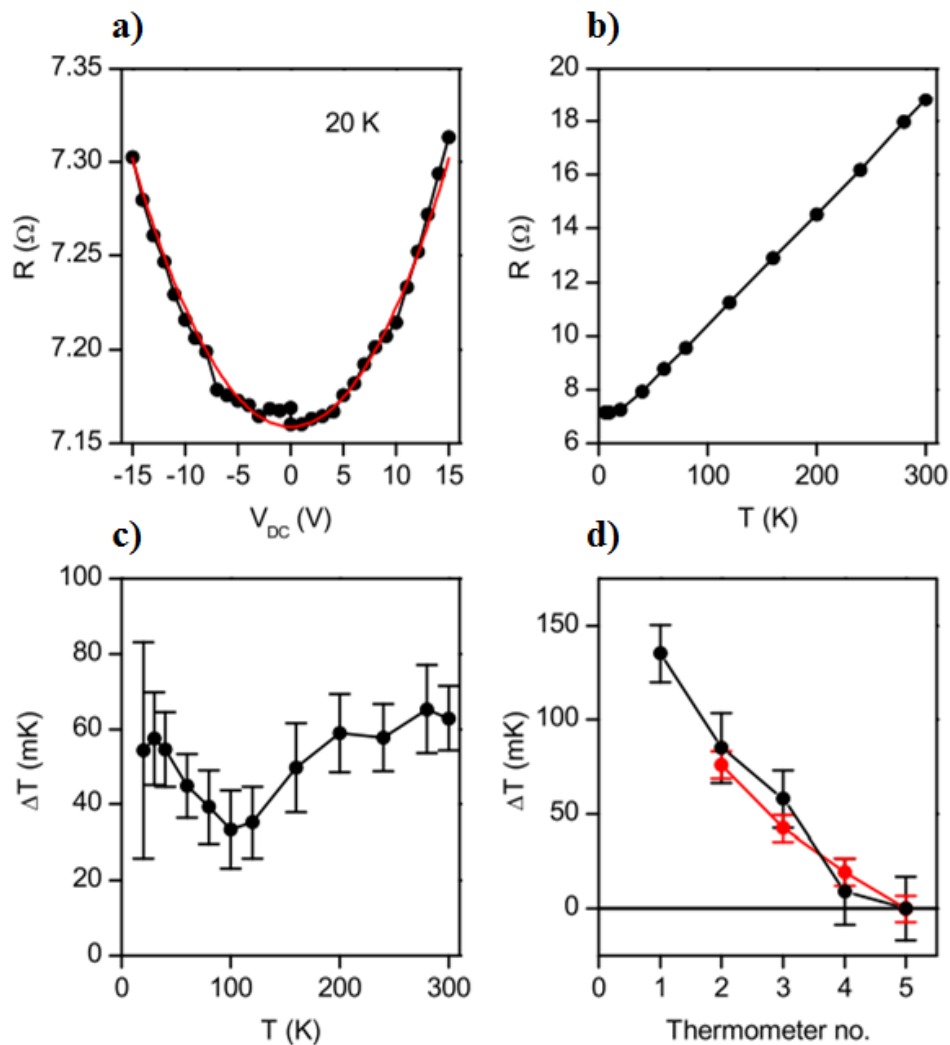 a)
7.35
7.30
7.25
7.20
7.15
R (Ω)
20 K
-15 -10 -5 0 5 10 15
V_DC (V)
b)
20
18
16
14
12
10
8
6
R (Ω)
0 100 200 300
T (K)
c)
100
80
60
40
20
0
ΔT (mK)
0 100 200 300
T (K)
d)
150
100
50
0
ΔT (mK)
0 1 2 3 4 5
Thermometer no.